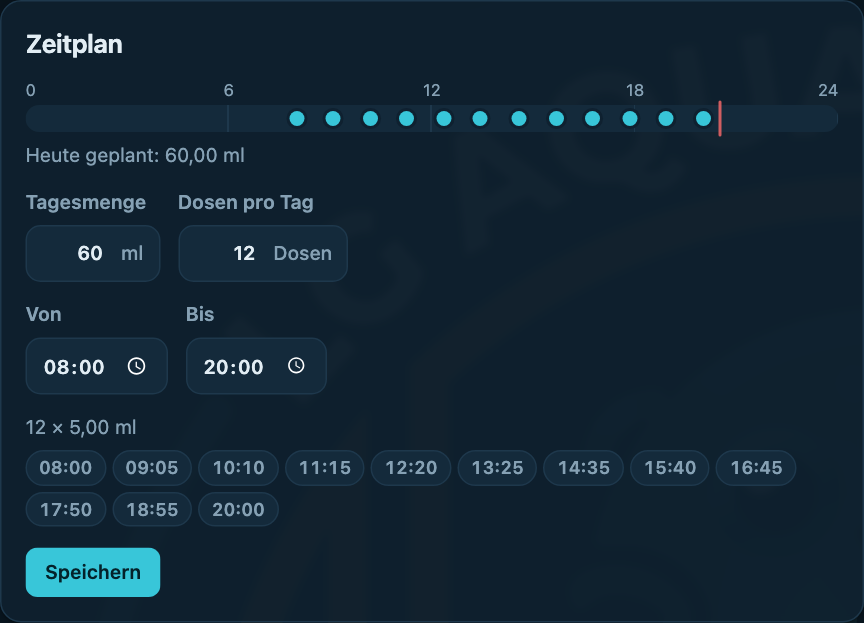 Zeitplan
0 6 12 18 24
Heute geplant: 60,00 ml
Tagesmenge Dosen pro Tag
60 ml 12 Dosen
Von Bis
08:00 20:00
12 × 5,00 ml
08:00 09:05 10:10 11:15 12:20 13:25 14:35 15:40 16:45
17:50 18:55 20:00
Speichern